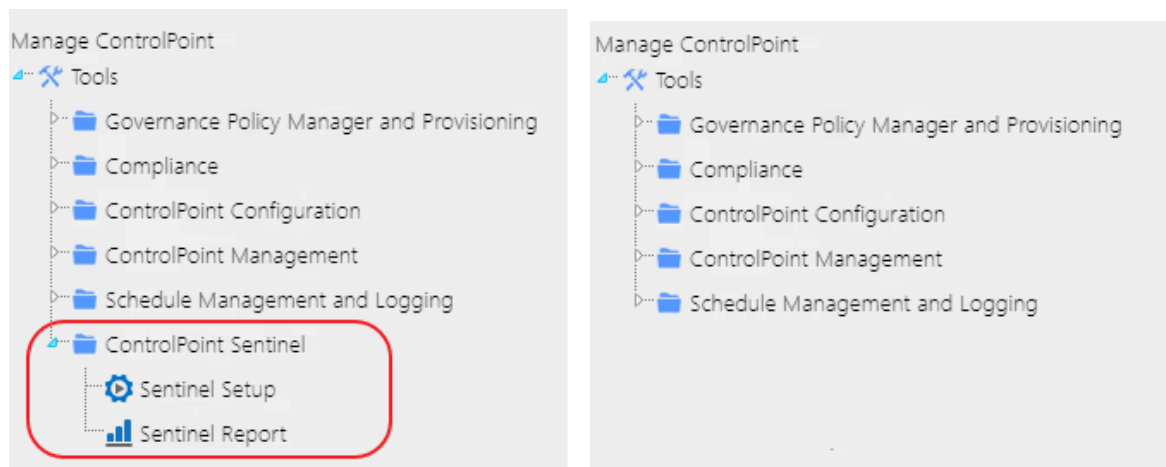 Manage ControlPoint
Tools
Governance Policy Manager and Provisioning
Compliance
ControlPoint Configuration
ControlPoint Management
Schedule Management and Logging
ControlPoint Sentinel
Sentinel Setup
Sentinel Report
Manage ControlPoint
Tools
Governance Policy Manager and Provisioning
Compliance
ControlPoint Configuration
ControlPoint Management
Schedule Management and Logging